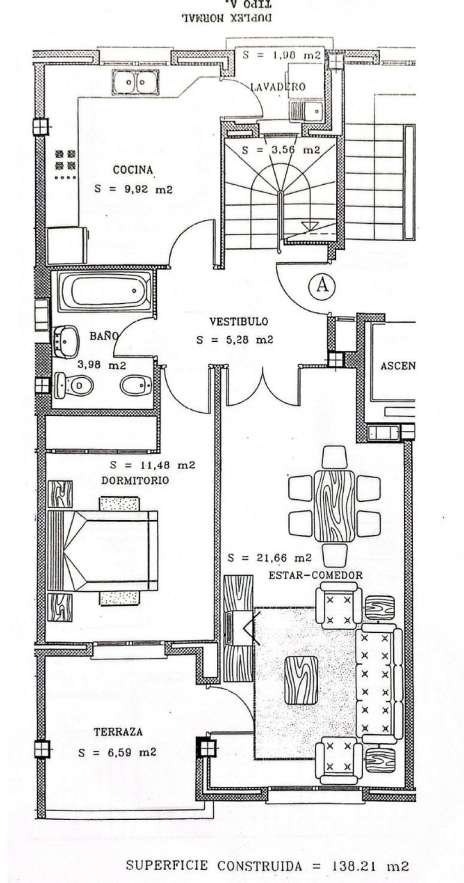 DUPLEX NORMAL
TIPO A.
S = 1,98 m2
LAVADERO
S = 3,56 m2
COCINA
S = 9,92 m2
A
VESTIBULO
S = 5,28 m2
BAÑO
3,98 m2
ASCEN
S = 11,48 m2
DORMITORIO
S = 21,66 m2
ESTAR-COMEDOR
TERRAZA
S = 6,59 m2
SUPERFICIE CONSTRUIDA = 138.21 m2